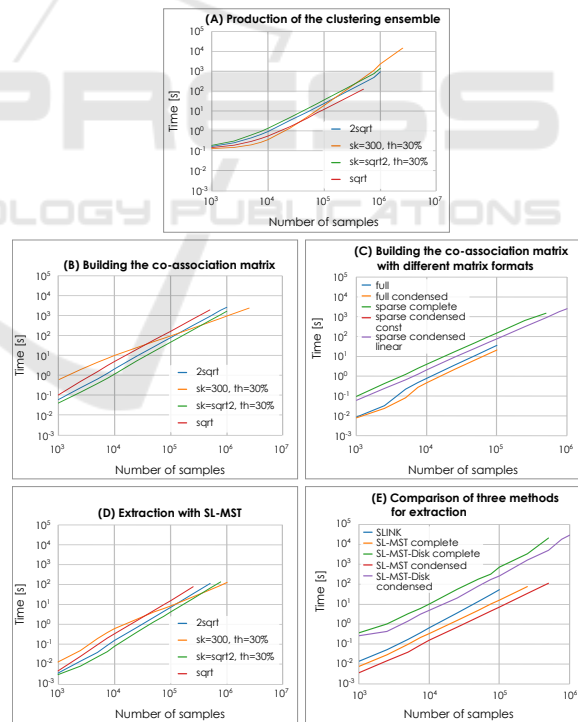 (A) Production of the clustering ensemble
10^5
10^4
10^3
10^2
10^1
10^0
10^-1
10^-2
10^-3
Time [s]
2sqrt
sk=300, th=30%
sk=sqrt2, th=30%
sqrt
10^3
10^4
10^5
10^6
10^7
Number of samples
PRESS
OLOGY PUBLICATIONS
(B) Building the co-association matrix
10^5
10^4
10^3
10^2
10^1
10^0
10^-1
10^-2
10^-3
Time [s]
2sqrt
sk=300, th=30%
sk=sqrt2, th=30%
sqrt
10^3
10^4
10^5
10^6
10^7
Number of samples
(C) Building the co-association matrix
with different matrix formats
10^5
10^4
10^3
10^2
10^1
10^0
10^-1
10^-2
10^-3
Time [s]
full
full condensed
sparse complete
sparse condensed
const
sparse condensed
linear
10^3
10^4
10^5
10^6
Number of samples
(D) Extraction with SL-MST
10^5
10^4
10^3
10^2
10^1
10^0
10^-1
10^-2
10^-3
Time [s]
2sqrt
sk=300, th=30%
sk=sqrt2, th=30%
sqrt
10^3
10^4
10^5
10^6
10^7
Number of samples
(E) Comparison of three methods
for extraction
10^5
10^4
10^3
10^2
10^1
10^0
10^-1
10^-2
10^-3
Time [s]
SLINK
SL-MST complete
SL-MST-Disk complete
SL-MST condensed
SL-MST-Disk
condensed
10^3
10^4
10^5
10^6
Number of samples